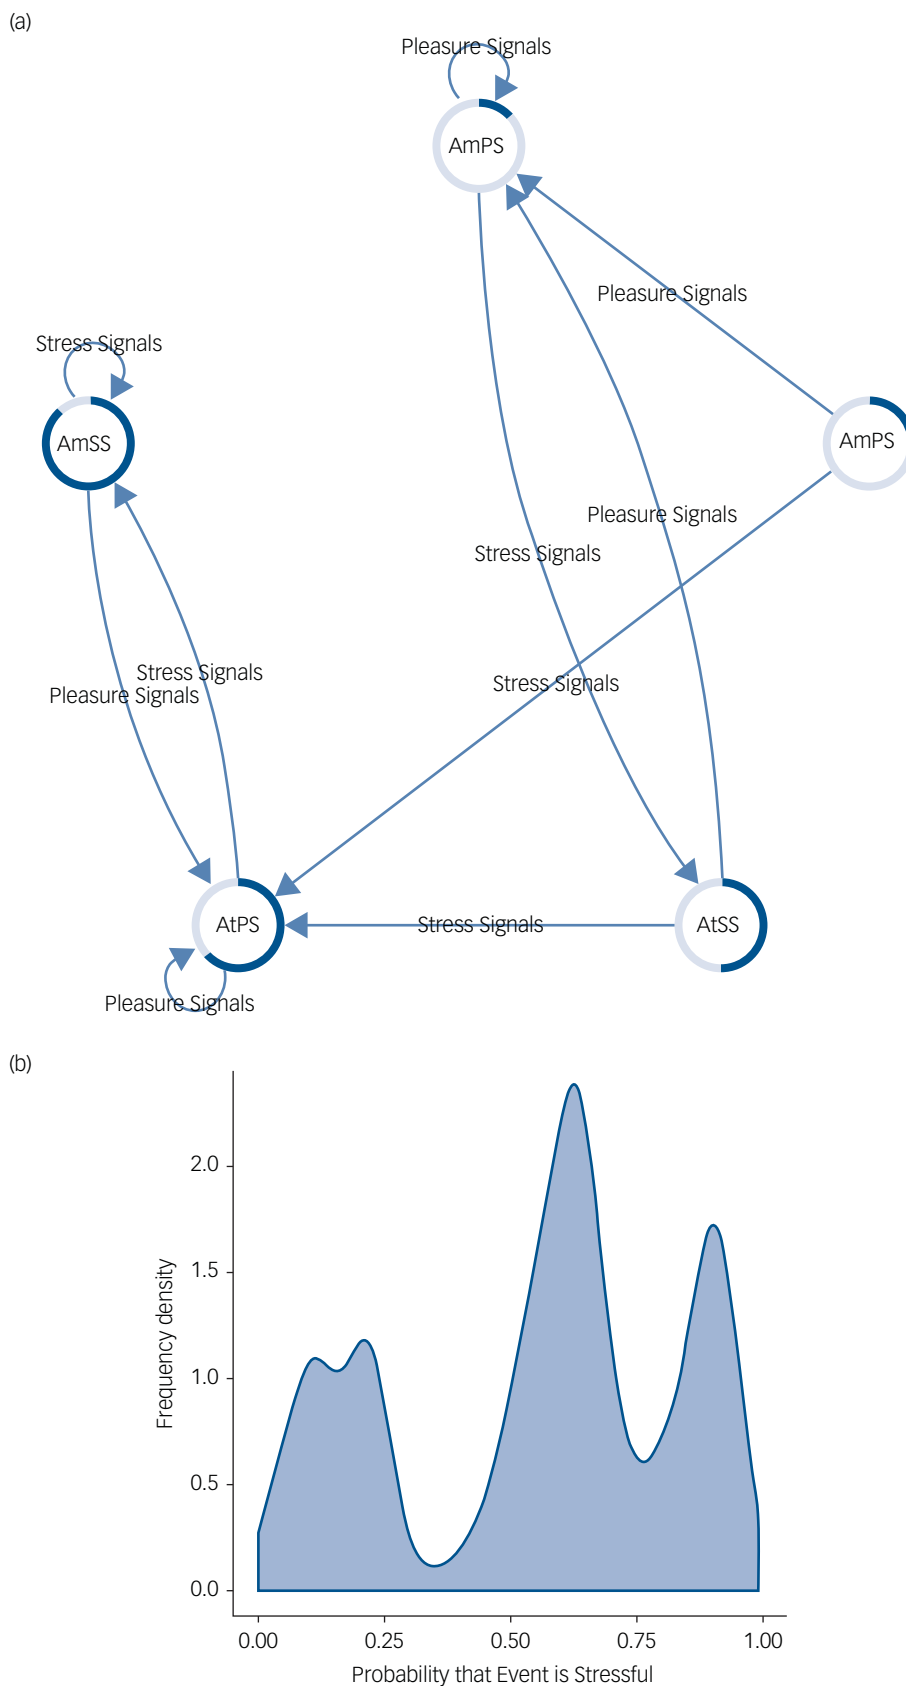 (a)
Pleasure Signals
AmPS
Pleasure Signals
Stress Signals
AmSS
AmPS
Pleasure Signals
Stress Signals
Stress Signals
Pleasure Signals
Stress Signals
AtPS
Stress Signals
AtSS
Pleasure Signals
(b)
2.0
1.5
1.0
0.5
0.0
Frequency density
0.00 0.25 0.50 0.75 1.00
Probability that Event is Stressful